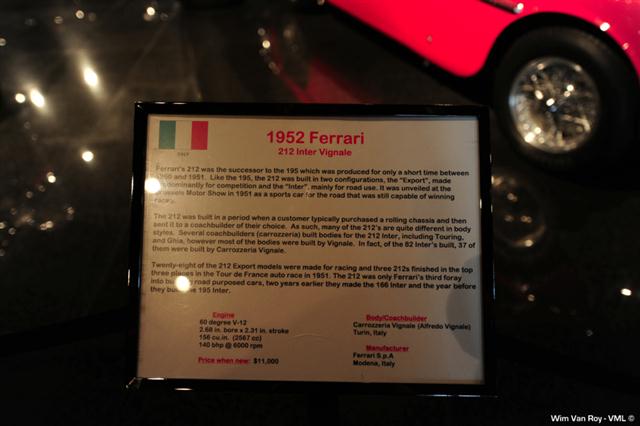 ITALY
1952 Ferrari
212 Inter Vignale
Ferrari's 212 was the successor to the 195 which was produced for only a short time between
and 1951. Like the 195, the 212 was built in two configurations, the "Export", made
for competition and the "Inter", mainly for road use. It was unveiled at the
Motor Show in 1951 as a sports car for the road that was still capable of winning
The 212 was built in a period when a customer typically purchased a rolling chassis and then
sent it to a coachbuilder of their choice. As such, many of the 212's are quite different in body
styles. Several coachbuilders (carrozzeria) built bodies for the 212 Inter, including Touring,
and Ghia, however most of the bodies were built by Vignale. In fact, of the 82 Inter's built, 37 of
them were built by Carrozzeria Vignale.
Twenty-eight of the 212 Export models were made for racing and three 212s finished in the top
three places in the Tour de France auto race in 1951. The 212 was only Ferrari's third foray
into road purposed cars, two years earlier they made the 166 Inter and the year before
they the 195 Inter.
Engine
60 degree V-12
2.68 in. bore x 2.31 in. stroke
156 cu.in. (2567 cc)
140 bhp @ 6000 rpm
Price when new: $11,000
Body/Coachbuilder
Carrozzeria Vignale (Alfredo Vignale)
Turin, Italy
Manufacturer
Ferrari S.p.A
Modena, Italy
Wim Van Roy - VML ©